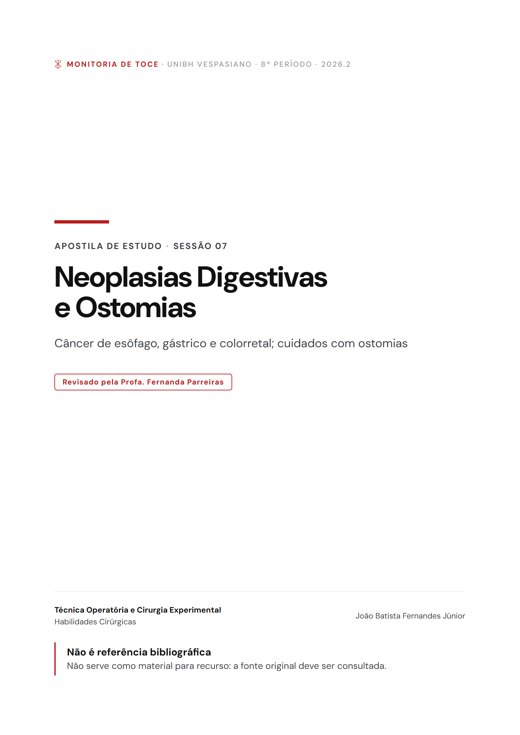 MONITORIA DE TOCE · UNIBH VESPASIANO · 8º PERÍODO · 2026.2
APOSTILA DE ESTUDO · SESSÃO 07
Neoplasias Digestivas
e Ostomias
Câncer de esôfago, gástrico e colorretal; cuidados com ostomias
Revisado pela Profa. Fernanda Parreiras
Técnica Operatória e Cirurgia Experimental
Habilidades Cirúrgicas
João Batista Fernandes Júnior
Não é referência bibliográfica
Não serve como material para recurso: a fonte original deve ser consultada.